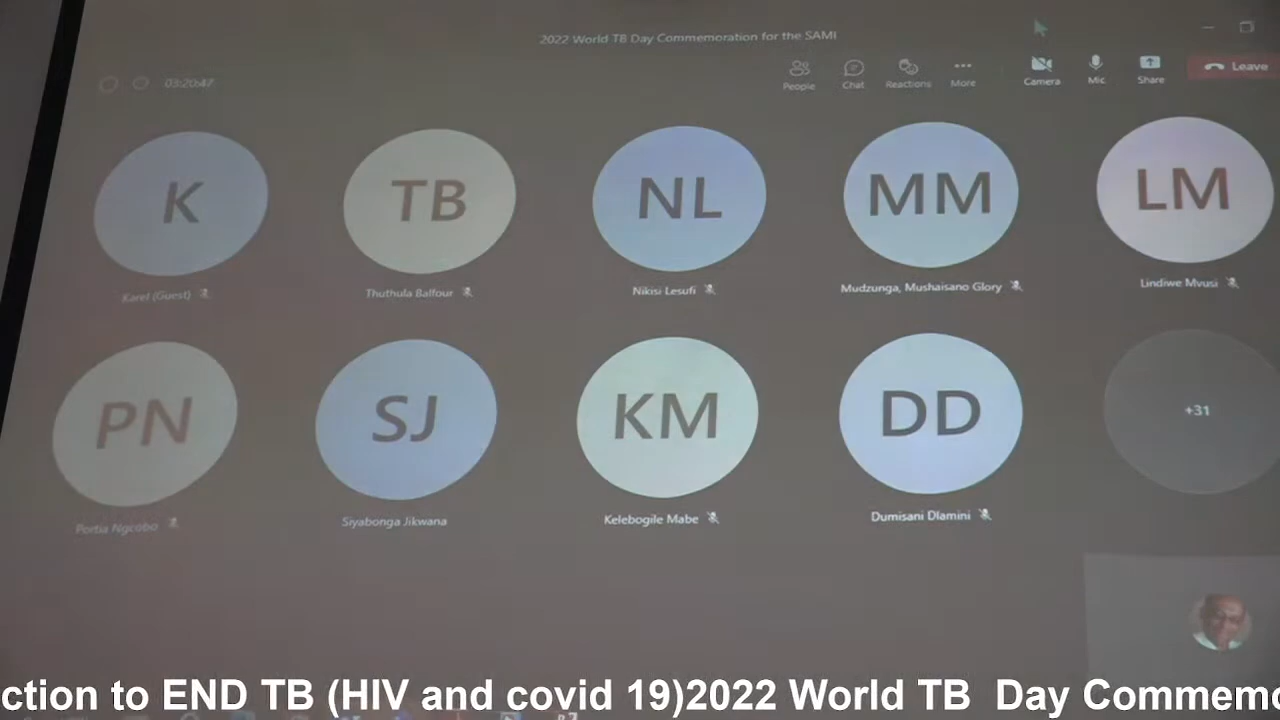 2022 World TB Day Commemoration for the SAMI
03:20:47
People Chat Reactions More Camera Mic Share Leave
K TB NL MM LM
Karel (Guest) Thuthula Balfour Nikisi Lesufi Mudzunga, Mushaisano Glory Lindiwe Mvusi
PN SJ KM DD +31
Portia Ngcobo Siyabonga Jikwana Kelebogile Mabe Dumisani Dlamini
ction to END TB (HIV and covid 19)2022 World TB Day Commemo